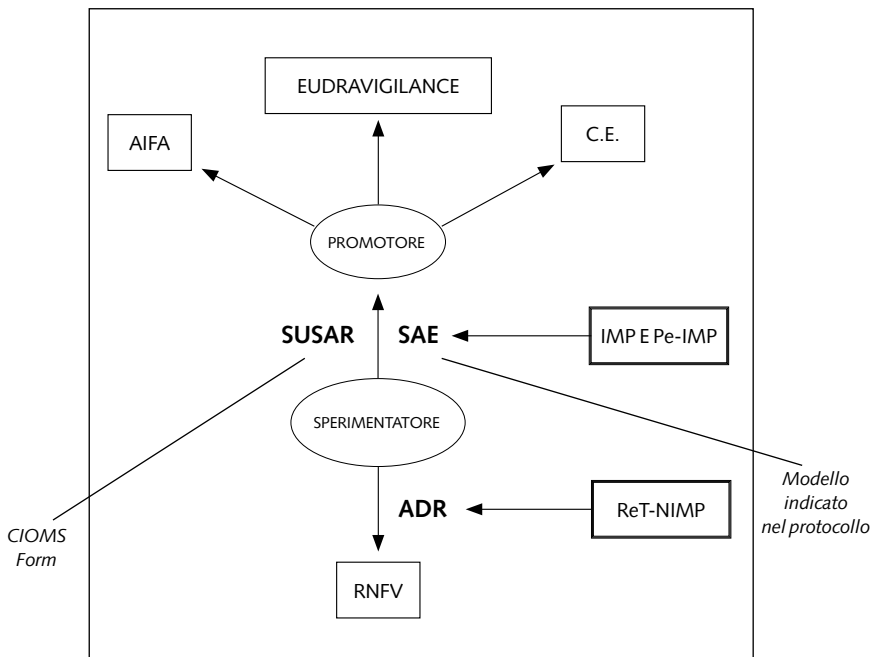 EUDRAVIGILANCE
AIFA
C.E.
PROMOTORE
SUSAR
SAE
IMP E Pe-IMP
SPERIMENTATORE
Modello
indicato
nel protocollo
ADR
ReT-NIMP
CIOMS
Form
RNFV